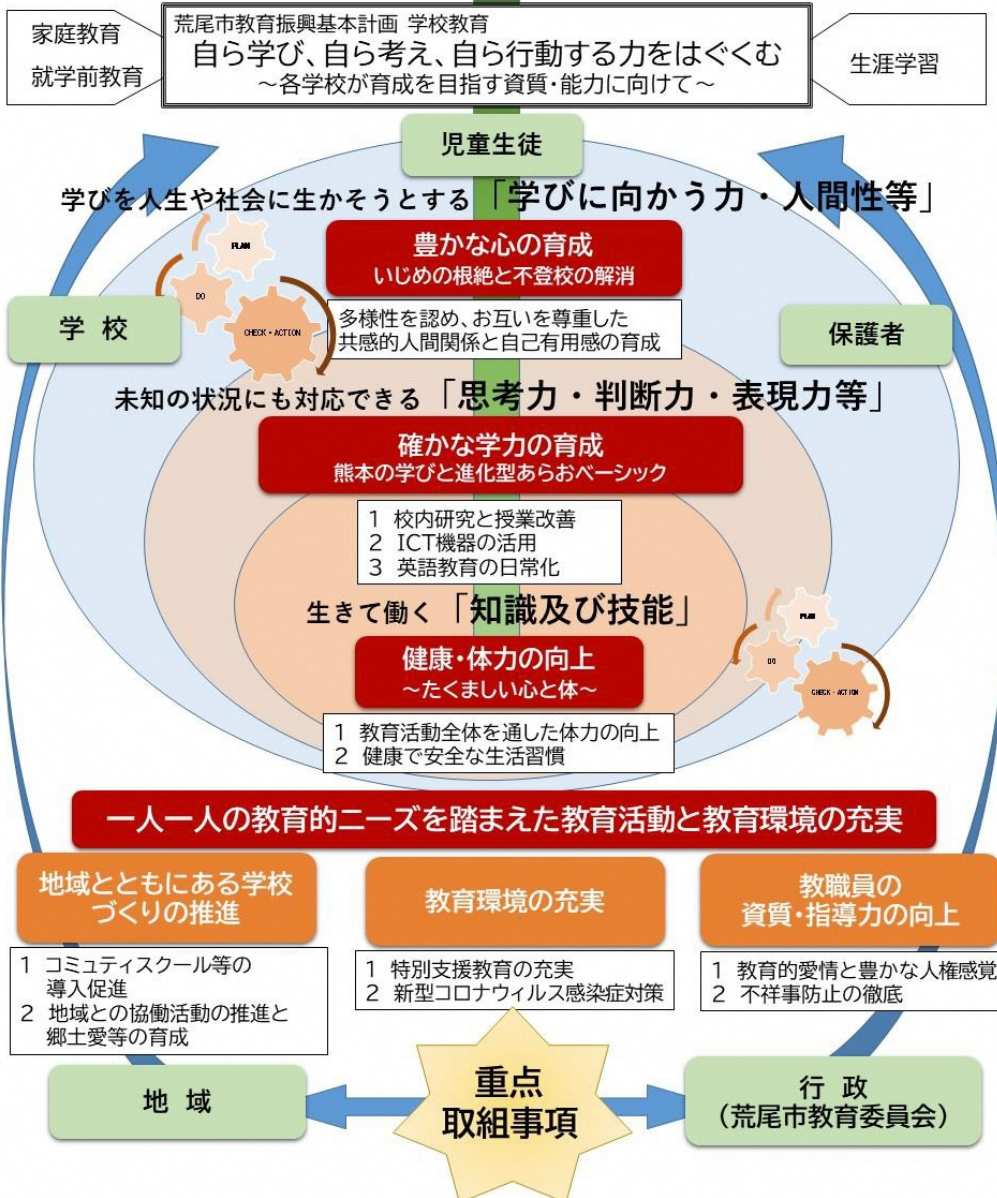 家庭教育
就学前教育
荒尾市教育振興基本計画 学校教育
自ら学び、自ら考え、自ら行動する力をはぐくむ
～各学校が育成を目指す資質・能力に向けて～
生涯学習
児童生徒
学びを人生や社会に生かそうとする「学びに向かう力・人間性等」
PLAN
DO
CHECK・ACTION
豊かな心の育成
いじめの根絶と不登校の解消
学 校
多様性を認め、お互いを尊重した
共感的人間関係と自己有用感の育成
保護者
未知の状況にも対応できる「思考力・判断力・表現力等」
確かな学力の育成
熊本の学びと進化型あらおベーシック
1 校内研究と授業改善
2 ICT機器の活用
3 英語教育の日常化
生きて働く「知識及び技能」
PLAN
DO
CHECK・ACTION
健康・体力の向上
～たくましい心と体～
1 教育活動全体を通した体力の向上
2 健康で安全な生活習慣
一人一人の教育的ニーズを踏まえた教育活動と教育環境の充実
地域とともにある学校
づくりの推進
1 コミュティスクール等の
導入促進
2 地域との協働活動の推進と
郷土愛等の育成
教育環境の充実
1 特別支援教育の充実
2 新型コロナウィルス感染症対策
教職員の
資質・指導力の向上
1 教育的愛情と豊かな人権感覚
2 不祥事防止の徹底
地 域
重点
取組事項
行 政
（荒尾市教育委員会）